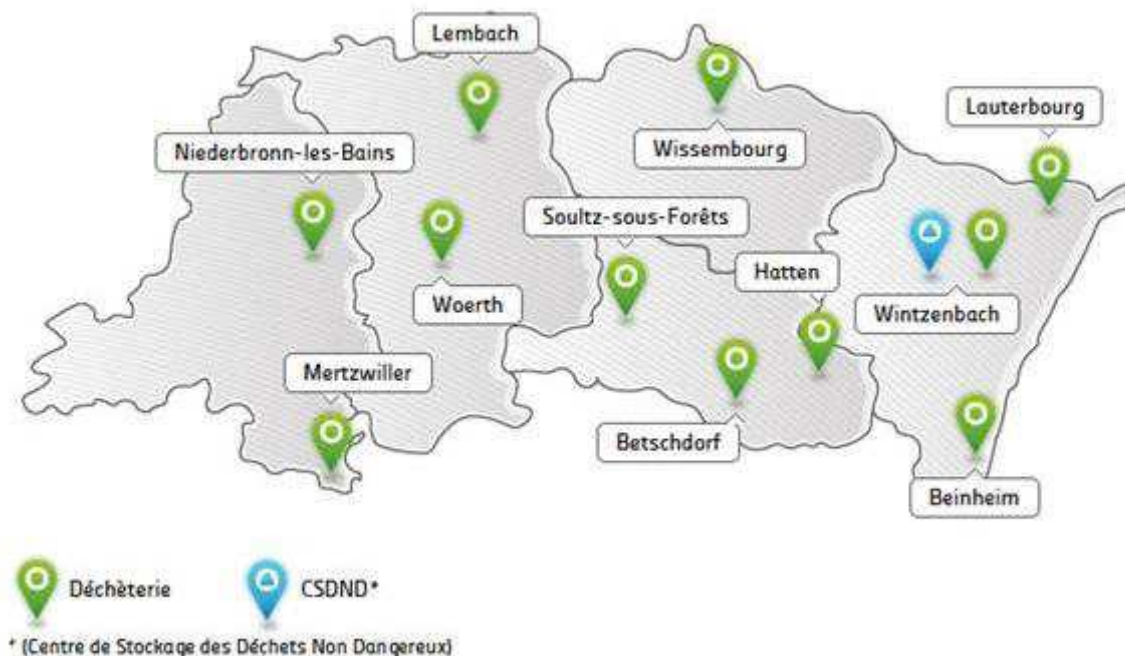 Lembach
Lauterbourg
Niederbronn-les-Bains
Wissembourg
Soultz-sous-Forêts
Hatten
Woerth
Wintzenbach
Mertzwiller
Betschdorf
Beinheim
Déchèterie
CSDND*
* (Centre de Stockage des Déchets Non Dangereux)